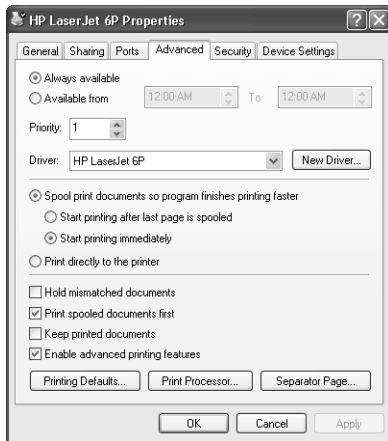 HP LaserJet 6P Properties
General Sharing Ports Advanced Security Device Settings
Always available
Available from 12:00 AM To 12:00 AM
Priority: 1
Driver: HP LaserJet 6P New Driver...
Spool print documents so program finishes printing faster
Start printing after last page is spooled
Start printing immediately
Print directly to the printer
Hold mismatched documents
Print spooled documents first
Keep printed documents
Enable advanced printing features
Printing Defaults... Print Processor... Separator Page...
OK Cancel Apply